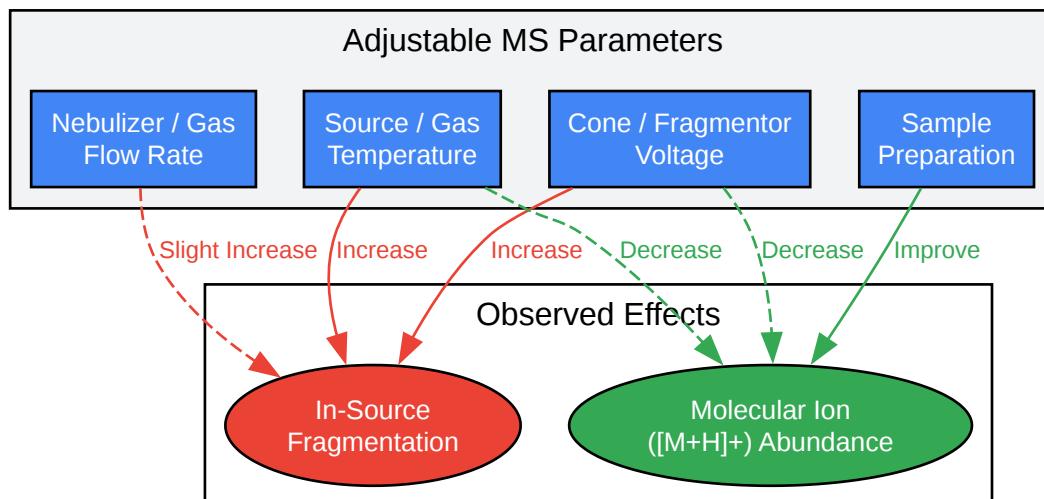 Adjustable MS Parameters
Nebulizer / Gas
Flow Rate
Source / Gas
Temperature
Cone / Fragmentor
Voltage
Sample
Preparation
Slight Increase
Increase
Increase
Decrease
Decrease
Improve
Observed Effects
In-Source
Fragmentation
Molecular Ion
([M+H]+) Abundance